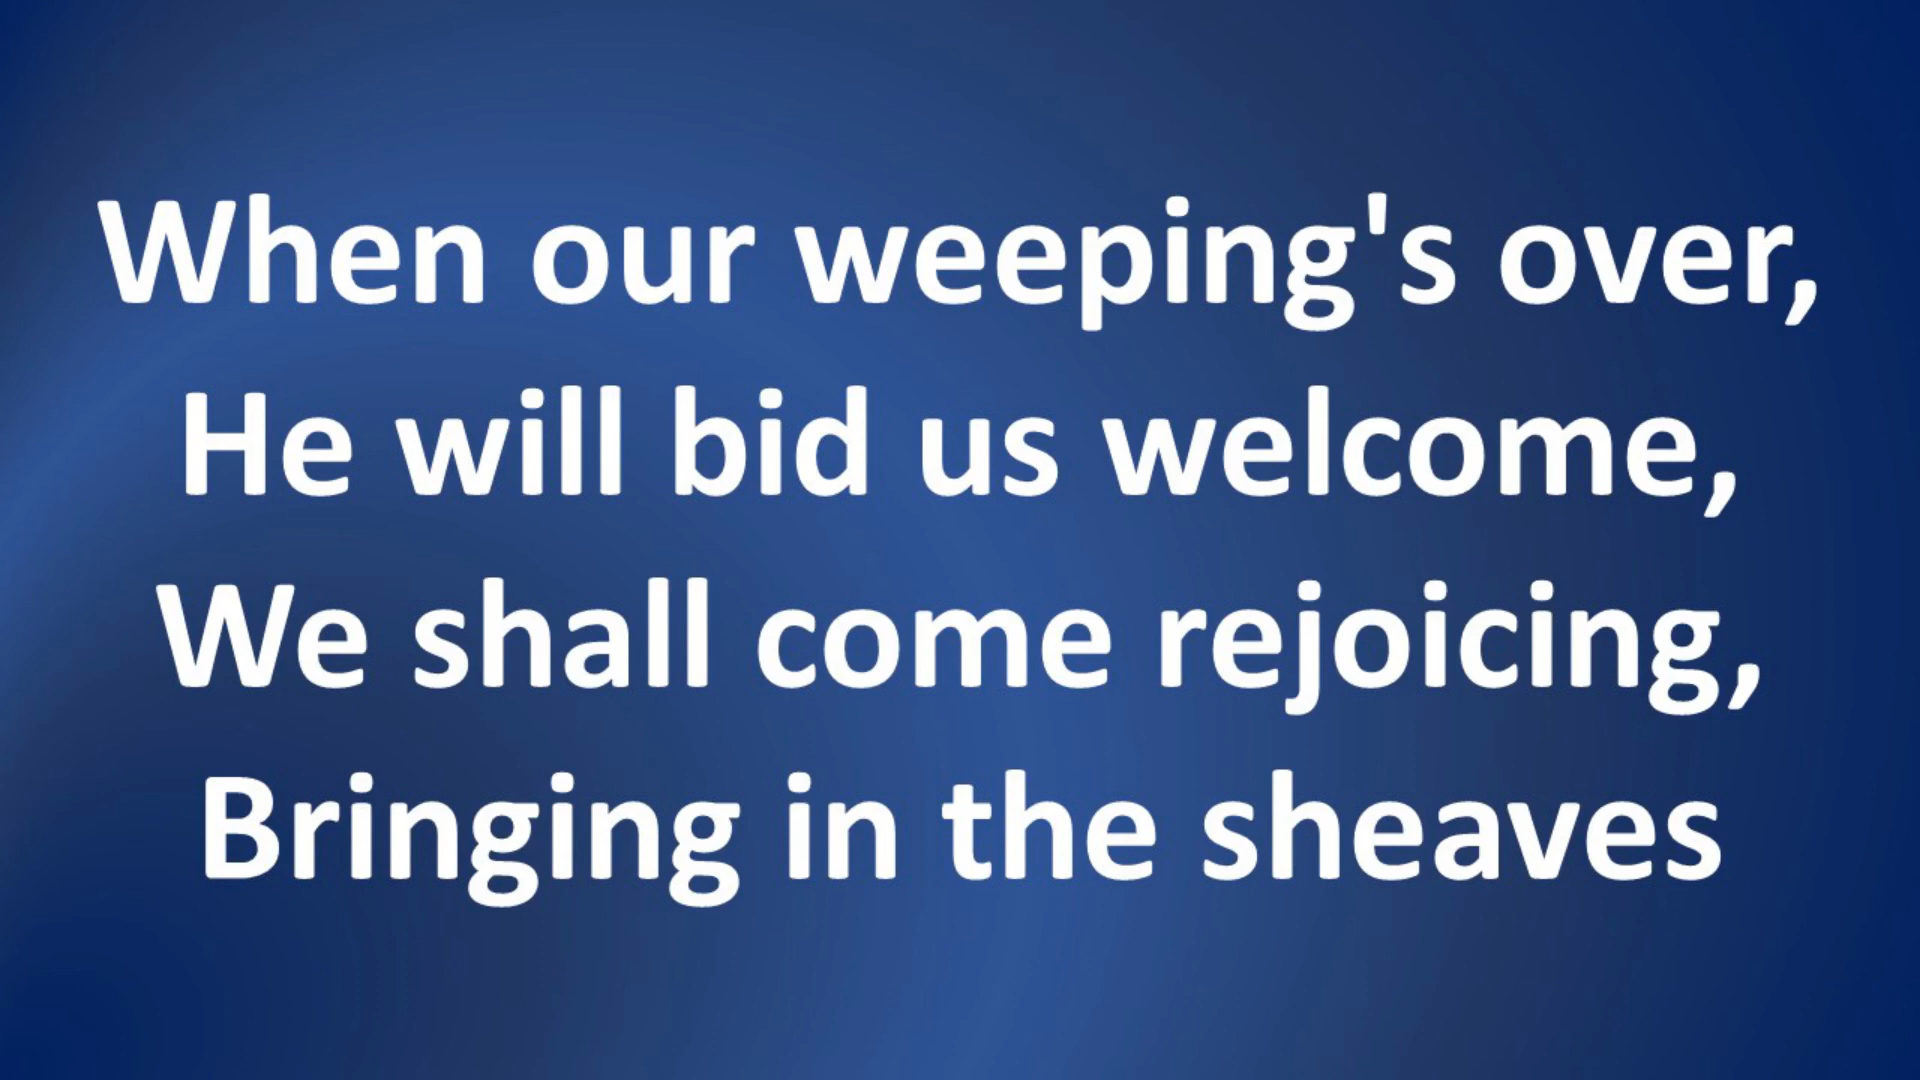 When our weeping's over,
He will bid us welcome,
We shall come rejoicing,
Bringing in the sheaves